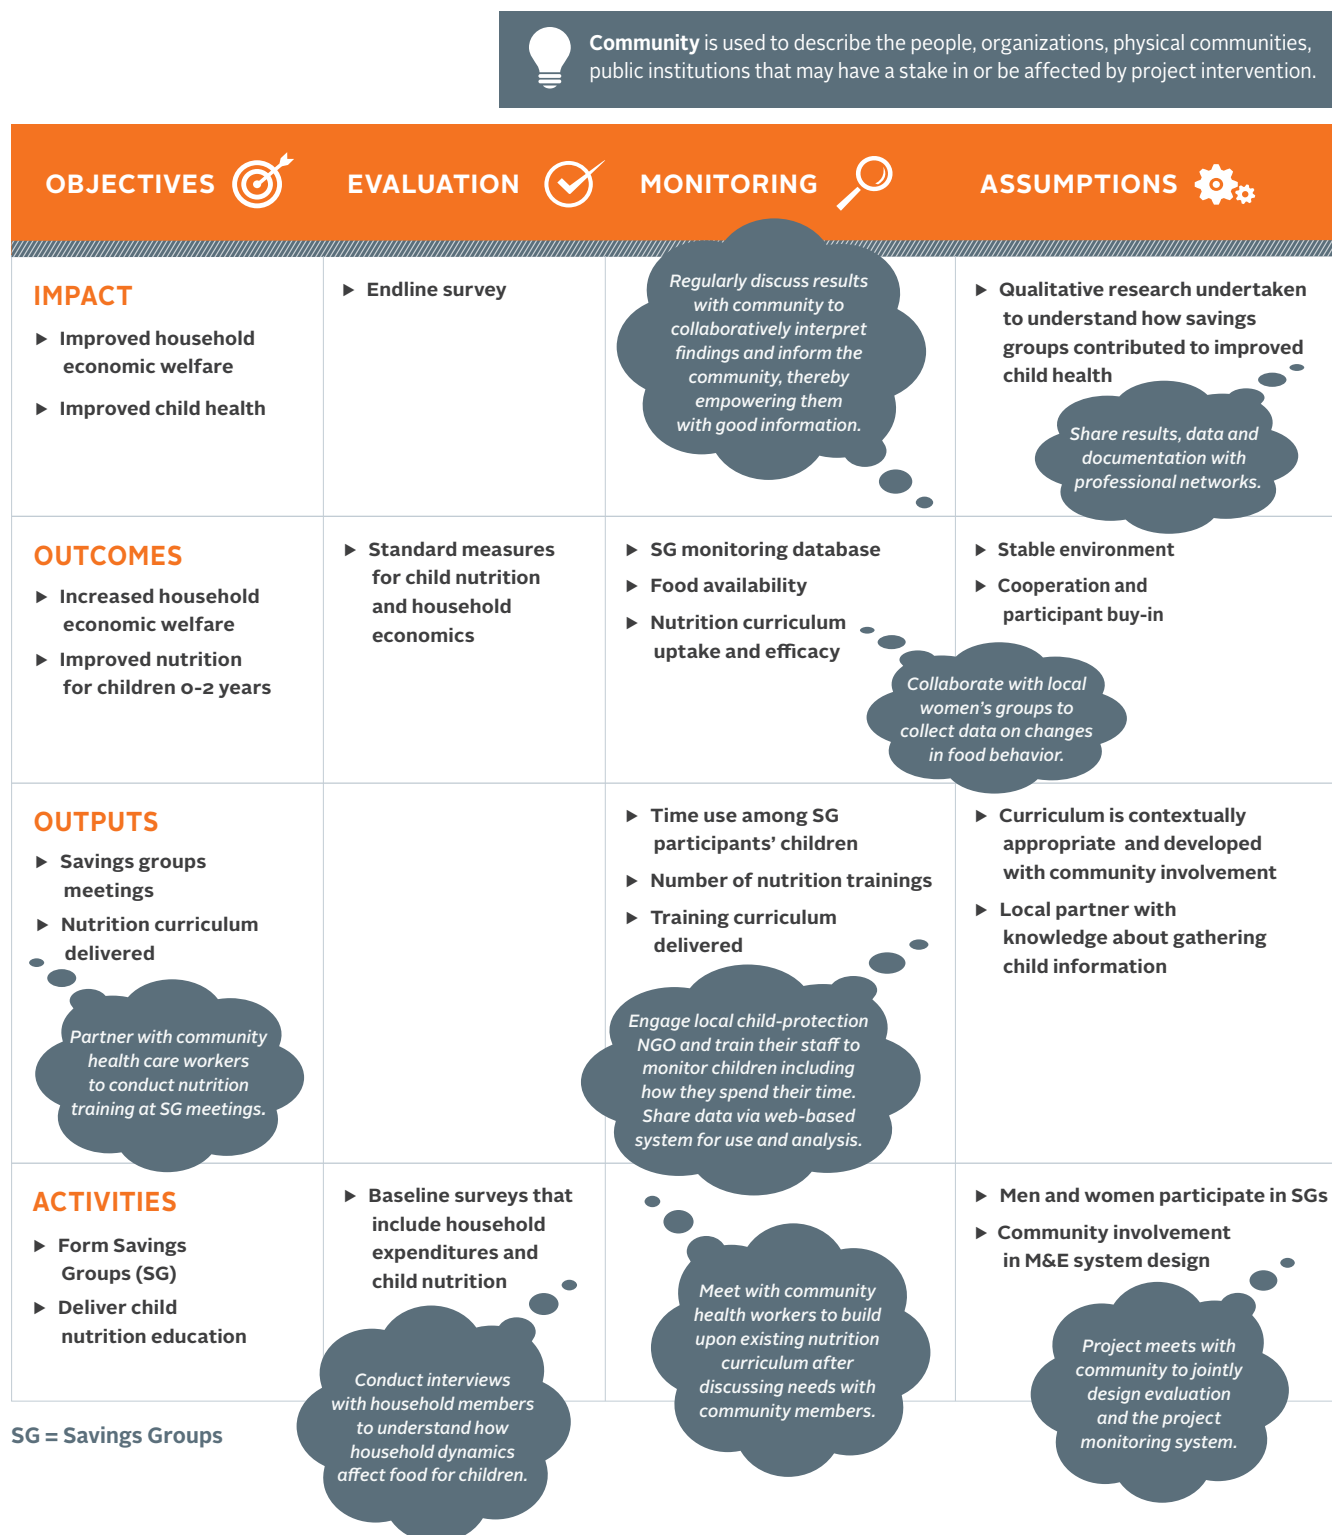 Community is used to describe the people, organizations, physical communities,
public institutions that may have a stake in or be affected by project intervention.
OBJECTIVES
EVALUATION
MONITORING
ASSUMPTIONS
IMPACT
► Improved household
economic welfare
► Improved child health
► Endline survey
Regularly discuss results
with community to
collaboratively interpret
findings and inform the
community, thereby
empowering them
with good information.
► Qualitative research undertaken
to understand how savings
groups contributed to improved
child health
Share results, data and
documentation with
professional networks.
OUTCOMES
► Increased household
economic welfare
► Improved nutrition
for children 0-2 years
► Standard measures
for child nutrition
and household
economics
► SG monitoring database
► Food availability
► Nutrition curriculum
uptake and efficacy
► Stable environment
► Cooperation and
participant buy-in
Collaborate with local
women's groups to
collect data on changes
in food behavior.
OUTPUTS
► Savings groups
meetings
► Nutrition curriculum
delivered
Partner with community
health care workers
to conduct nutrition
training at SG meetings.
► Time use among SG
participants' children
► Number of nutrition trainings
► Training curriculum
delivered
Engage local child-protection
NGO and train their staff to
monitor children including
how they spend their time.
Share data via web-based
system for use and analysis.
► Curriculum is contextually
appropriate and developed
with community involvement
► Local partner with
knowledge about gathering
child information
ACTIVITIES
► Form Savings
Groups (SG)
► Deliver child
nutrition education
► Baseline surveys that
include household
expenditures and
child nutrition
Conduct interviews
with household members
to understand how
household dynamics
affect food for children.
Meet with community
health workers to build
upon existing nutrition
curriculum after
discussing needs with
community members.
► Men and women participate in SGs
► Community involvement
in M&E system design
Project meets with
community to jointly
design evaluation
and the project
monitoring system.
SG = Savings Groups